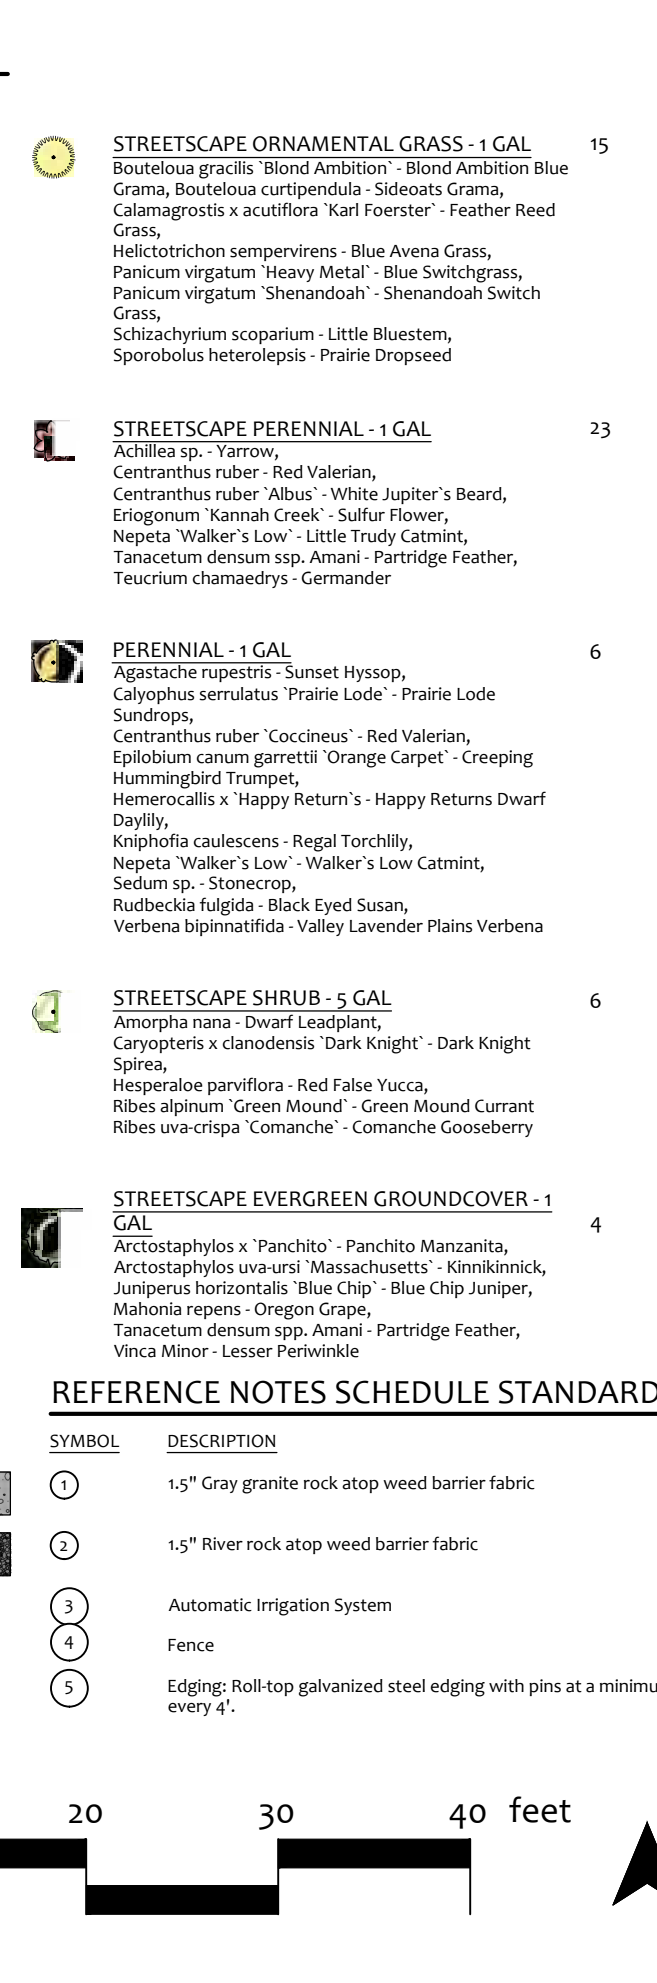 STREETSCAPE ORNAMENTAL GRASS - 1 GAL 15
Bouteloua gracilis `Blond Ambition` - Blond Ambition Blue
Grama, Bouteloua curtipendula - Sideoats Grama,
Calamagrostis x acutiflora `Karl Foerster` - Feather Reed
Grass,
Helictotrichon sempervirens - Blue Avena Grass,
Panicum virgatum `Heavy Metal` - Blue Switchgrass,
Panicum virgatum `Shenandoah` - Shenandoah Switch
Grass,
Schizachyrium scoparium - Little Bluestem,
Sporobolus heterolepsis - Prairie Dropseed
STREETSCAPE PERENNIAL - 1 GAL 23
Achillea sp. - Yarrow,
Centranthus ruber - Red Valerian,
Centranthus ruber `Albus` - White Jupiter`s Beard,
Eriogonum `Kannah Creek` - Sulfur Flower,
Nepeta `Walker`s Low` - Little Trudy Catmint,
Tanacetum densum ssp. Amani - Partridge Feather,
Teucrium chamaedrys - Germander
PERENNIAL - 1 GAL 6
Agastache rupestris - Sunset Hyssop,
Calyophus serrulatus `Prairie Lode` - Prairie Lode
Sundrops,
Centranthus ruber `Coccineus` - Red Valerian,
Epilobium canum garrettii `Orange Carpet` - Creeping
Hummingbird Trumpet,
Hemerocallis x `Happy Return`s - Happy Returns Dwarf
Daylily,
Kniphofia caulescens - Regal Torchlily,
Nepeta `Walker`s Low` - Walker`s Low Catmint,
Sedum sp. - Stonecrop,
Rudbeckia fulgida - Black Eyed Susan,
Verbena bipinnatifida - Valley Lavender Plains Verbena
STREETSCAPE SHRUB - 5 GAL 6
Amorpha nana - Dwarf Leadplant,
Caryopteris x clanodensis `Dark Knight` - Dark Knight
Spirea,
Hesperaloe parviflora - Red False Yucca,
Ribes alpinum `Green Mound` - Green Mound Currant
Ribes uva-crispa `Comanche` - Comanche Gooseberry
STREETSCAPE EVERGREEN GROUNDCOVER - 1
GAL 4
Arctostaphylos x `Panchito` - Panchito Manzanita,
Arctostaphylos uva-ursi `Massachusetts` - Kinnikinnick,
Juniperus horizontalis `Blue Chip` - Blue Chip Juniper,
Mahonia repens - Oregon Grape,
Tanacetum densum spp. Amani - Partridge Feather,
Vinca Minor - Lesser Periwinkle
REFERENCE NOTES SCHEDULE STANDARD
SYMBOL DESCRIPTION
1 1.5" Gray granite rock atop weed barrier fabric
2 1.5" River rock atop weed barrier fabric
3 Automatic Irrigation System
4 Fence
5 Edging: Roll-top galvanized steel edging with pins at a minimu
every 4'.
20 30 40 feet